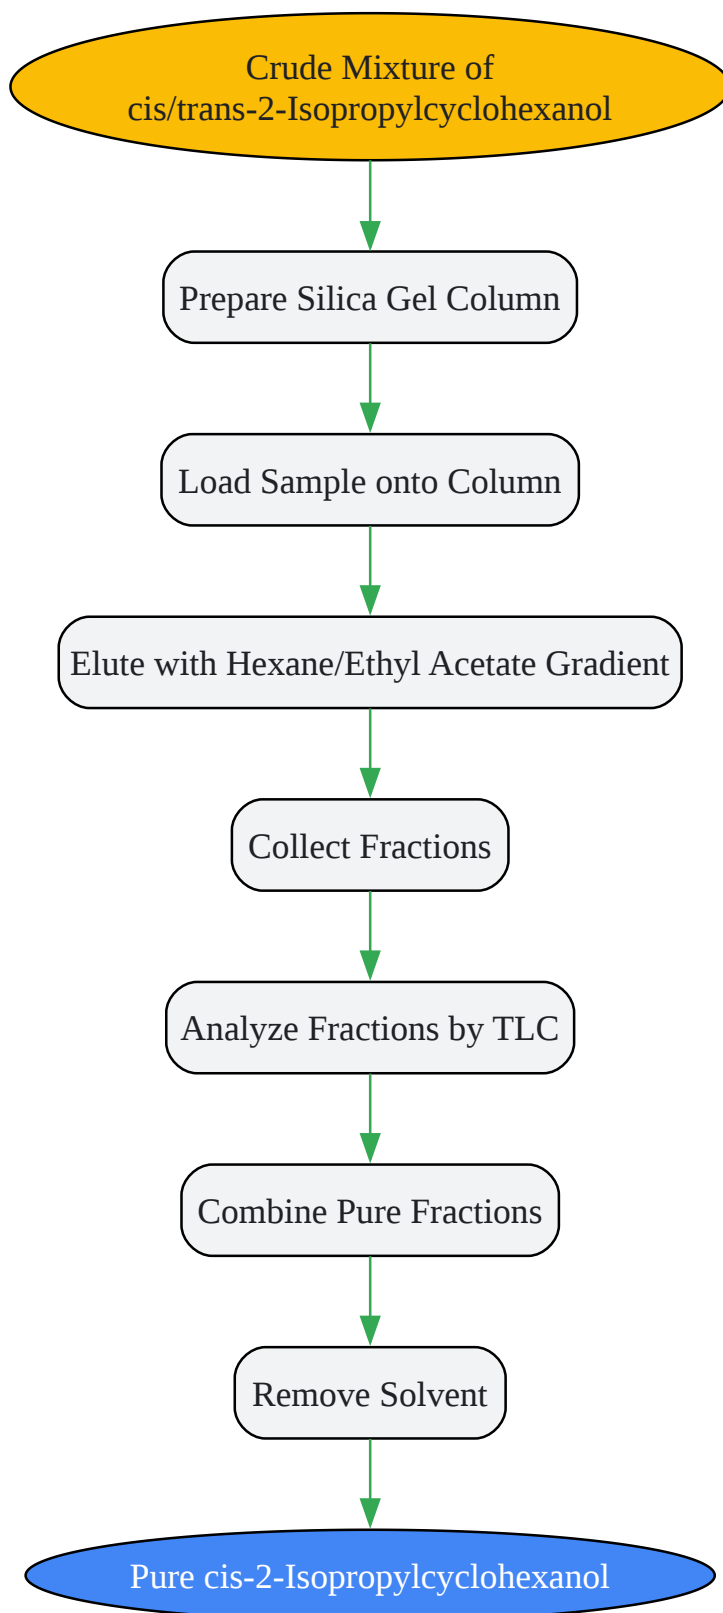 Crude Mixture of
cis/trans-2-Isopropylcyclohexanol
Prepare Silica Gel Column
Load Sample onto Column
Elute with Hexane/Ethyl Acetate Gradient
Collect Fractions
Analyze Fractions by TLC
Combine Pure Fractions
Remove Solvent
Pure cis-2-Isopropylcyclohexanol